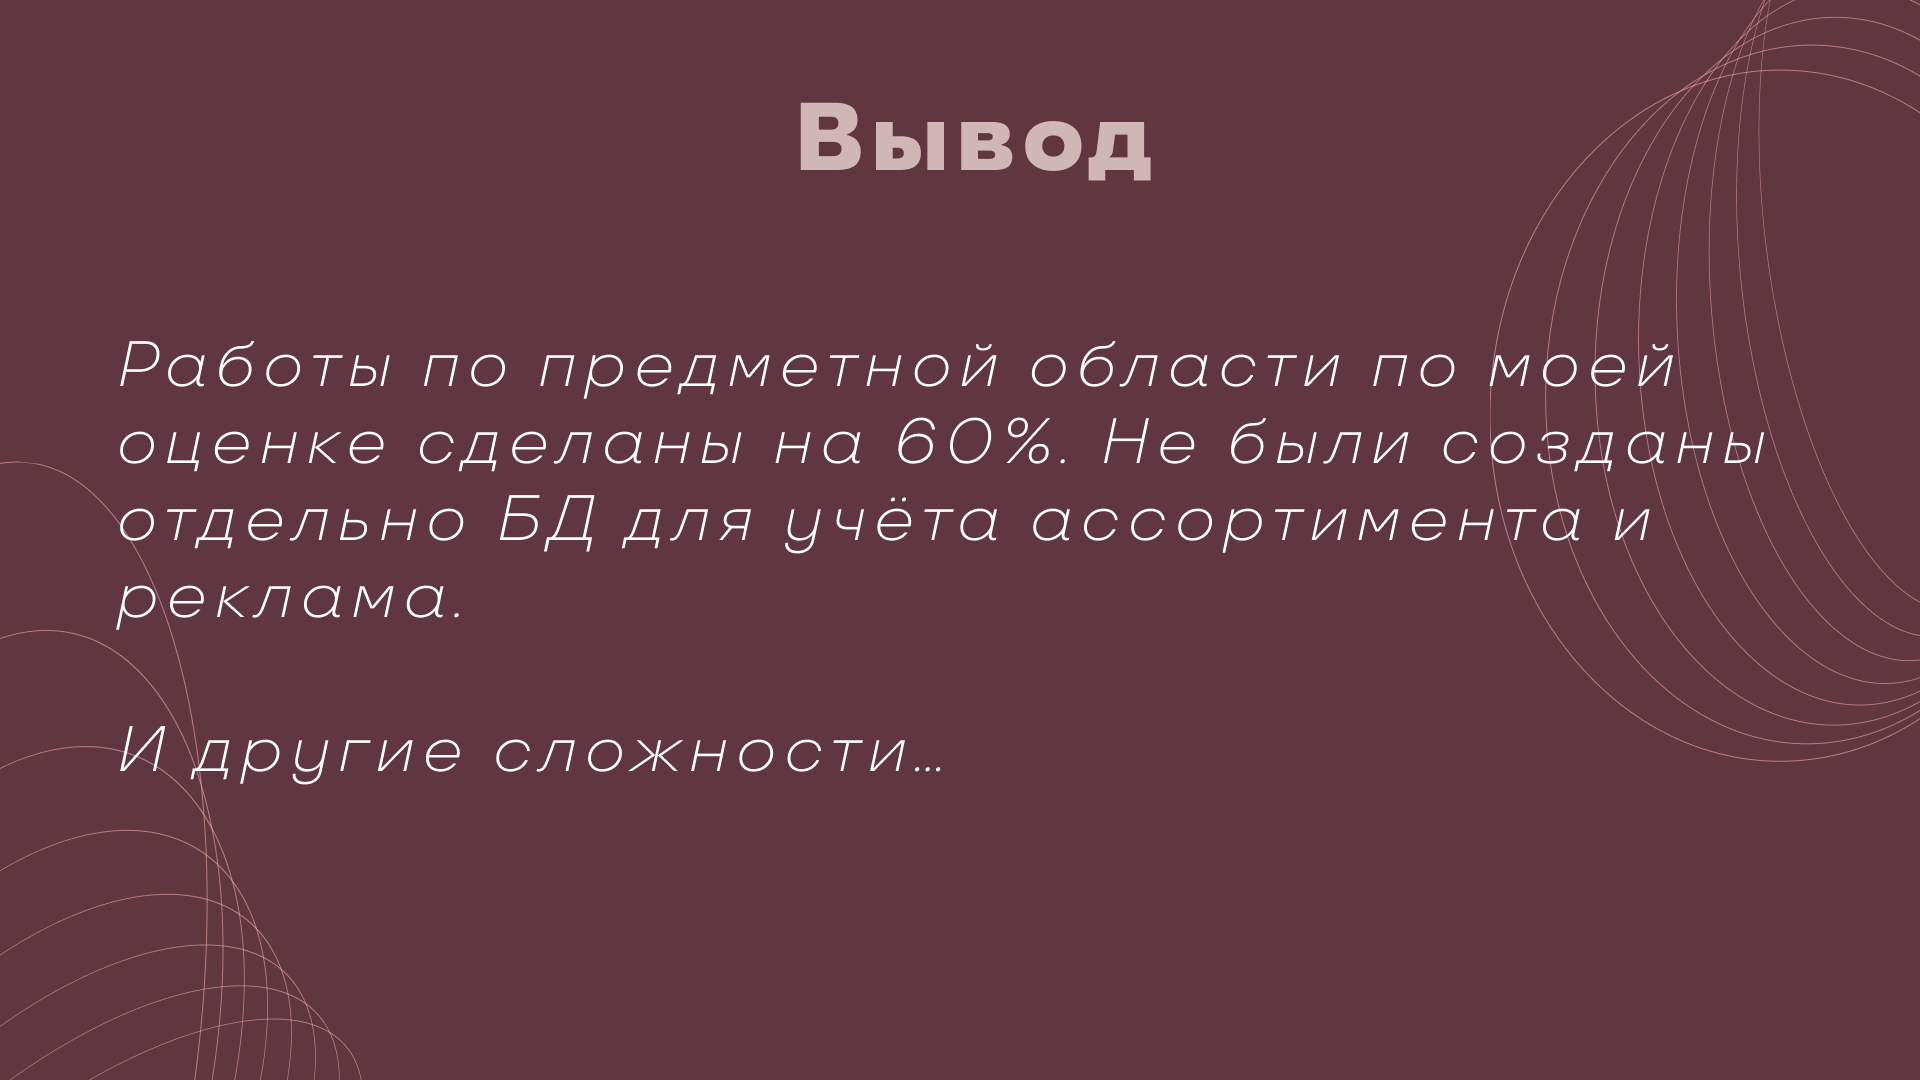 Вывод
Работы по предметной области по моей
оценке сделаны на 60%. Не были созданы
отдельно БД для учёта ассортимента и
реклама.
И другие сложности…